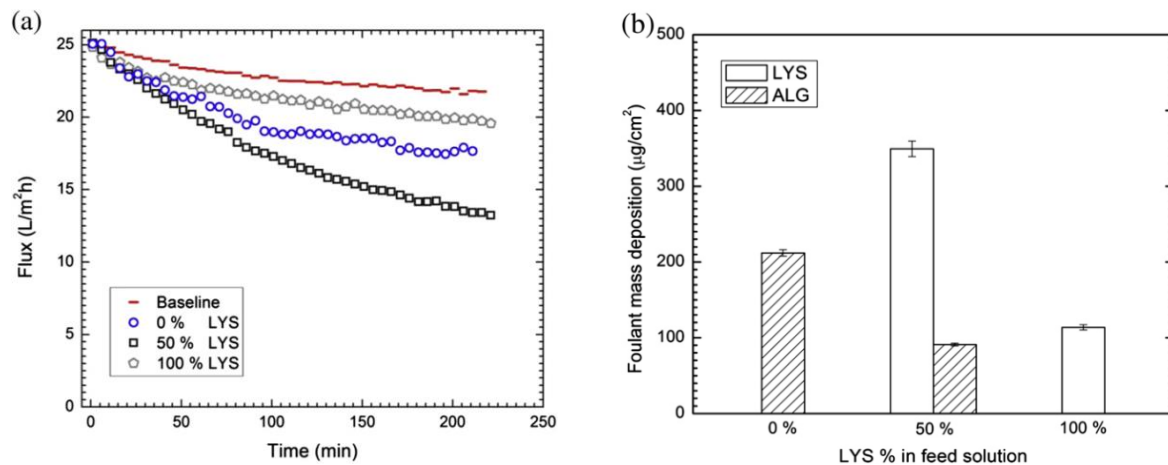 (a)
25
20
15
10
5
0
Flux (L/m²h)
Baseline
0 % LYS
50 % LYS
100 % LYS
0 50 100 150 200 250
Time (min)
(b)
500
400
300
200
100
0
Foulant mass deposition (μg/cm²)
LYS
ALG
0 % 50 % 100 %
LYS % in feed solution